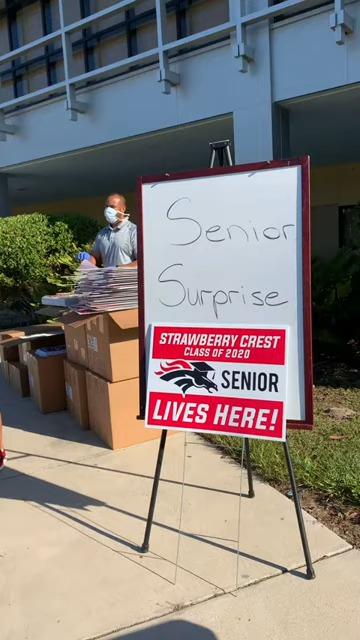 Senior
Surprise
STRAWBERRY CREST
CLASS OF 2020
SENIOR
LIVES HERE!